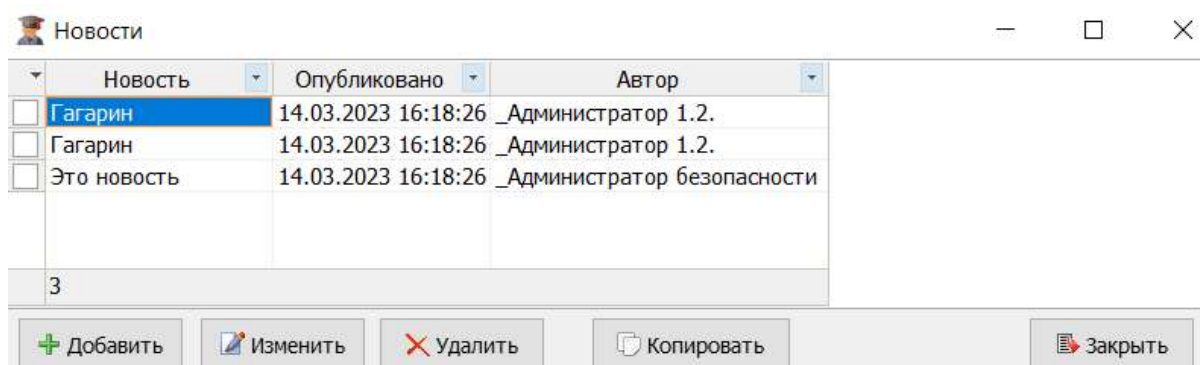 Новости
Новость Опубликовано Автор
Гагарин 14.03.2023 16:18:26 _Администратор 1.2.
Гагарин 14.03.2023 16:18:26 _Администратор 1.2.
Это новость 14.03.2023 16:18:26 _Администратор безопасности
3
Добавить Изменить Удалить Копировать Закрыть